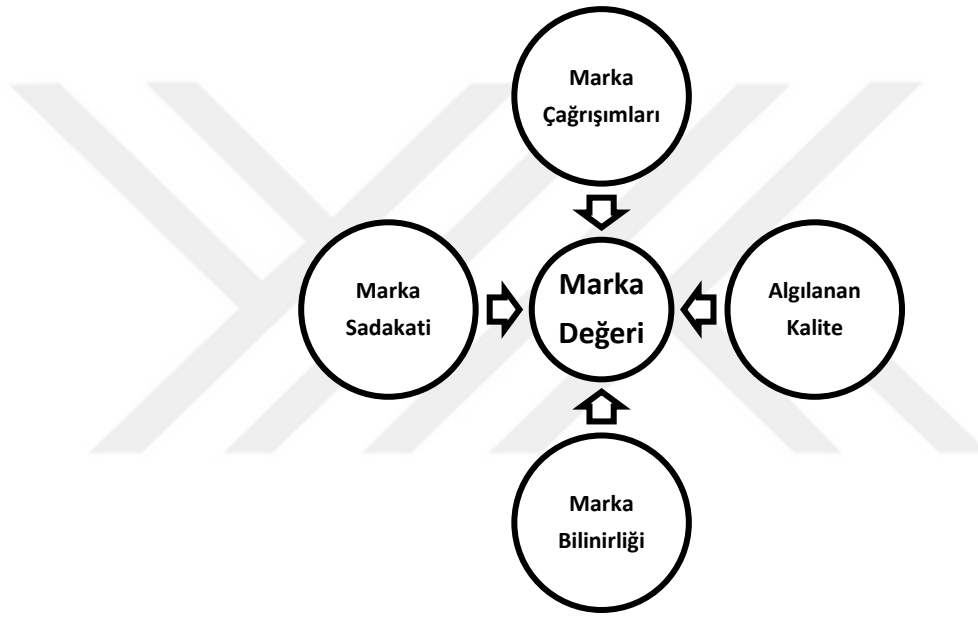 Marka
Çağrışımları
Marka
Sadakati
Marka
Değeri
Algılanan
Kalite
Marka
Bilinirliği